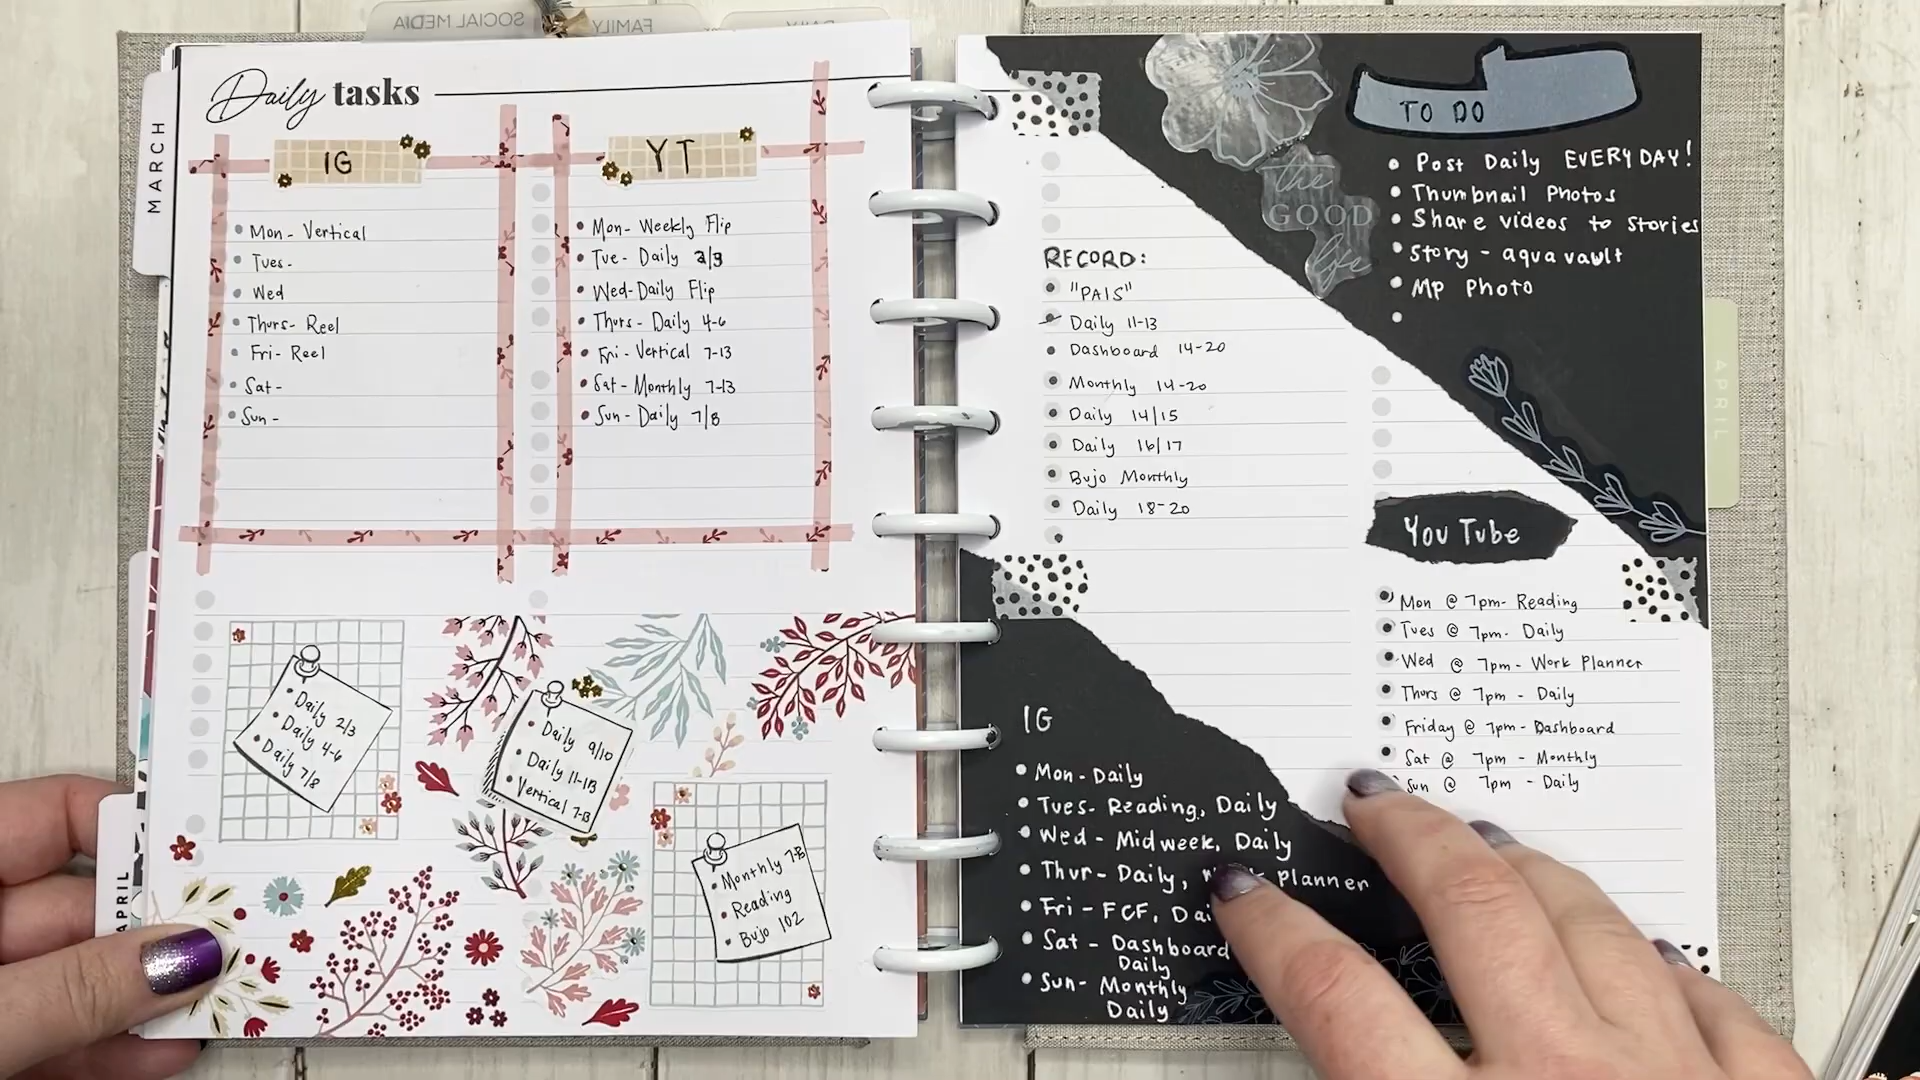 SOCIAL MEDIA
FAMILY
DAILY
MARCH
APRIL
Daily tasks
IG
Mon- Vertical
Tues-
Wed
Thurs- Reel
Fri- Reel
Sat-
Sun-
YT
Mon- Weekly Flip
Tue- Daily 2/3
Wed- Daily Flip
Thurs- Daily 4-6
Fri- Vertical 7-13
Sat- Monthly 7-13
Sun- Daily 7/8
Daily 2/3
Daily 4-6
Daily 7/8
Daily 9/10
Daily 11-13
Vertical 7-13
Monthly 7-13
Reading
Bujo 102
the
GOOD
life
TO DO
Post Daily EVERYDAY!
Thumbnail Photos
Share videos to stories
Story - aqua vault
MP Photo
RECORD:
"PAIS"
Daily 11-13
Dashboard 14-20
Monthly 14-20
Daily 14/15
Daily 16/17
Bujo Monthly
Daily 18-20
APRIL
YouTube
Mon @ 7pm- Reading
Tues @ 7pm- Daily
Wed @ 7pm- Work Planner
Thurs @ 7pm - Daily
Friday @ 7pm- Dashboard
Sat @ 7pm - Monthly
Sun @ 7pm - Daily
IG
Mon- Daily
Tues- Reading, Daily
Wed - Midweek, Daily
Thur- Daily, Planner
Fri - FCF,
Sat - Dashboard
Daily
Sun- Monthly
Daily